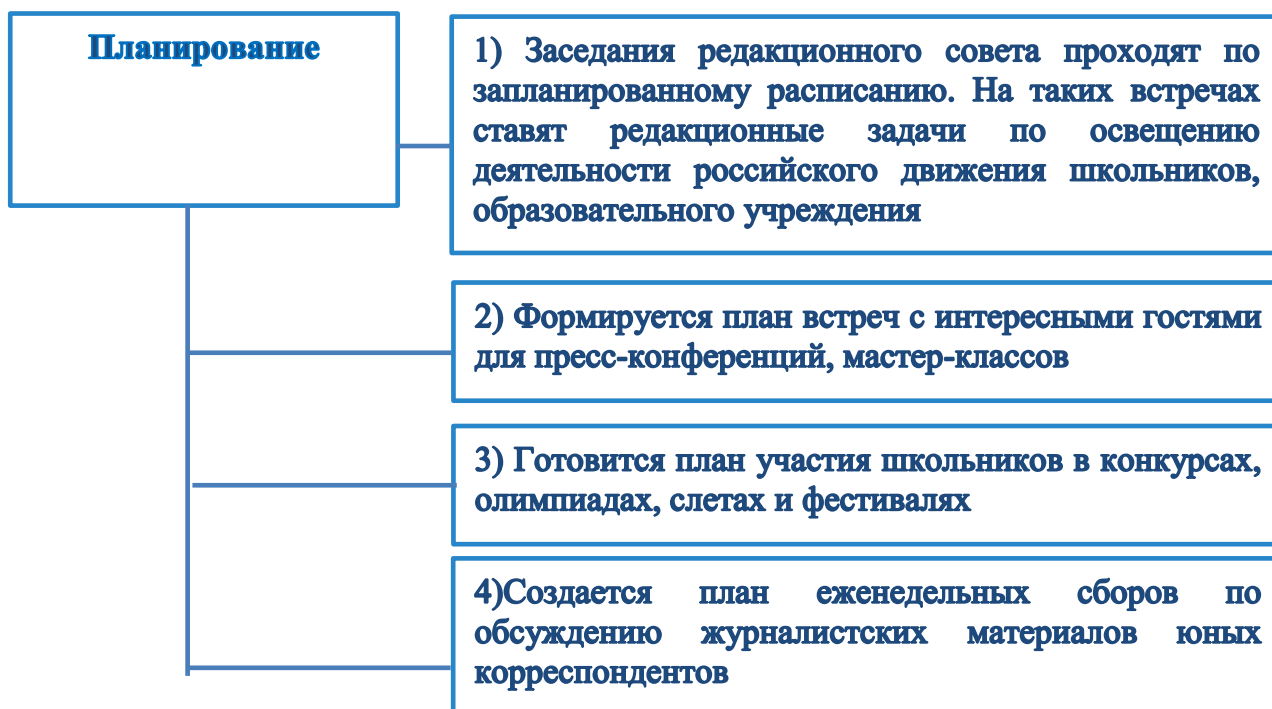 Планирование
1) Заседания редакционного совета проходят по
запланированному расписанию. На таких встречах
ставят редакционные задачи по освещению
деятельности российского движения школьников,
образовательного учреждения
2) Формируется план встреч с интересными гостями
для пресс-конференций, мастер-классов
3) Готовится план участия школьников в конкурсах,
олимпиадах, слетах и фестивалях
4)Создается план еженедельных сборов по
обсуждению журналистских материалов юных
корреспондентов